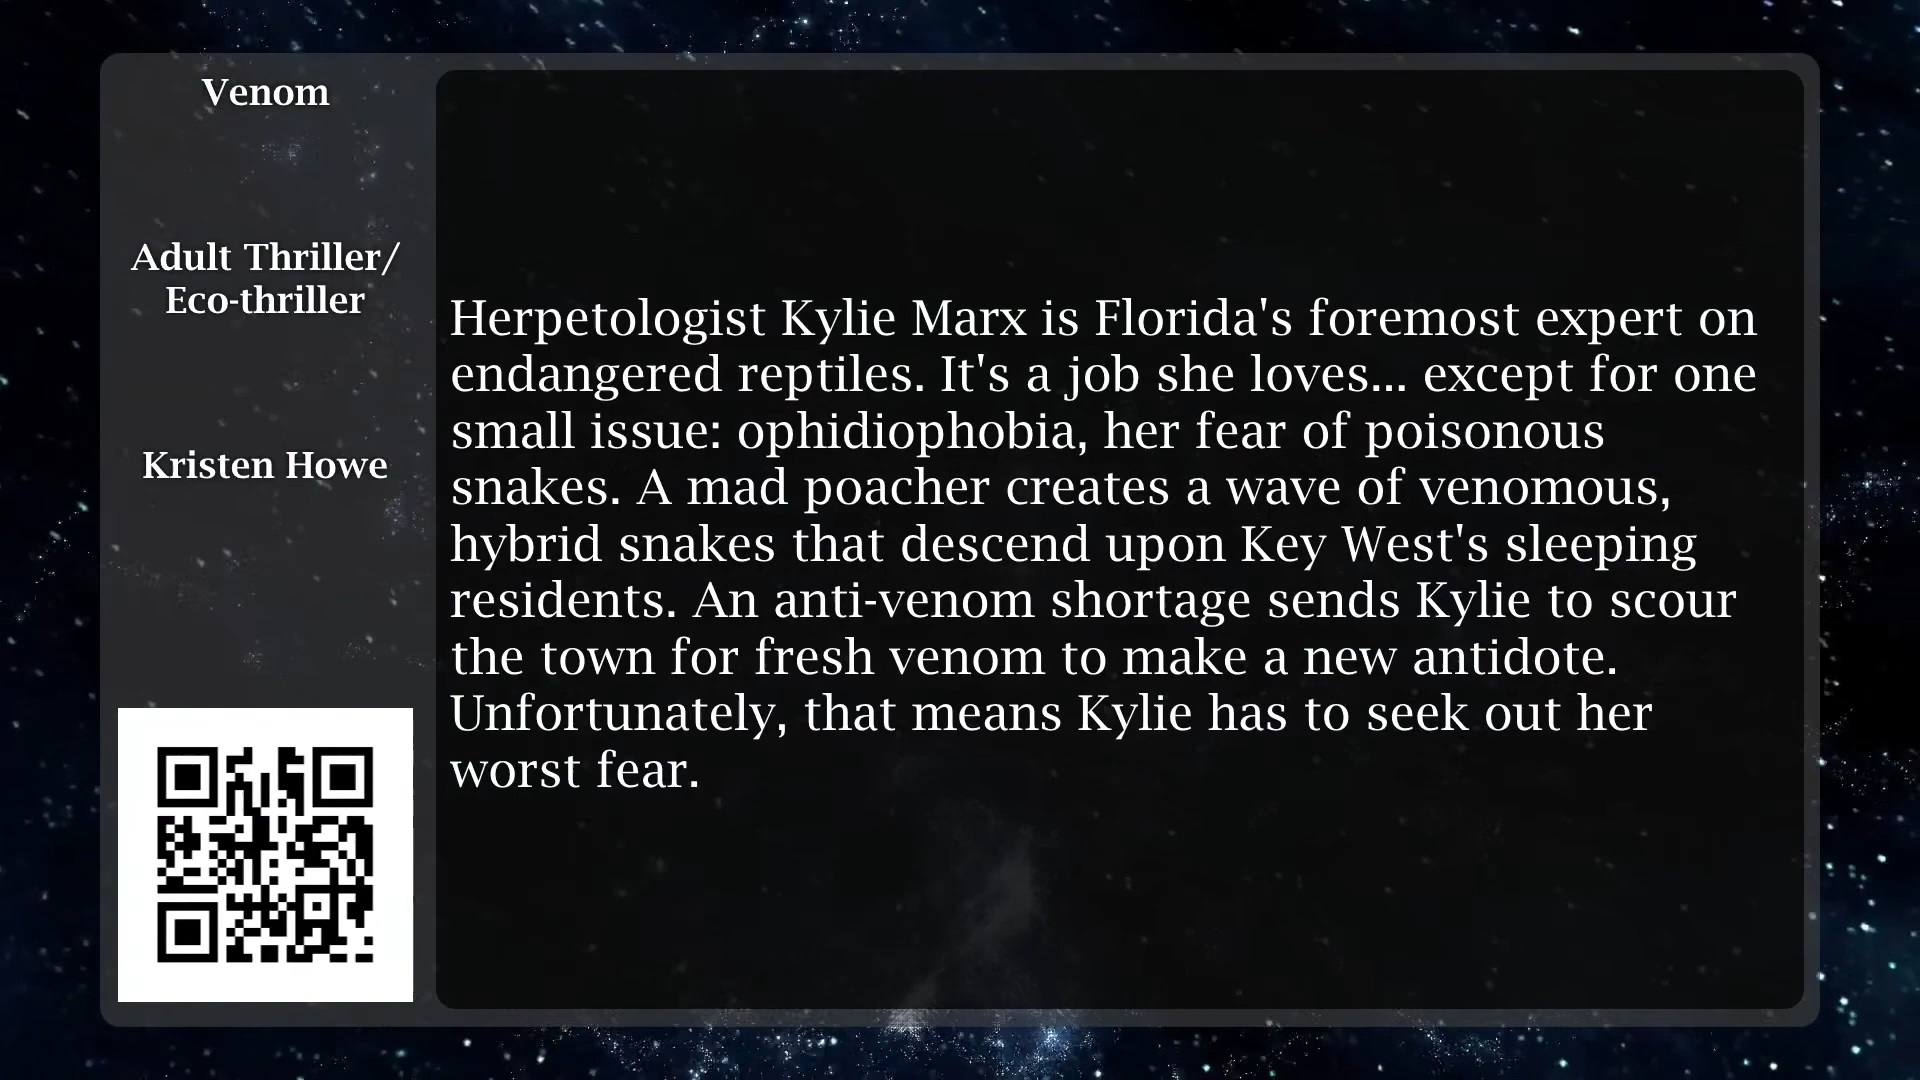 Venom
Adult Thriller/
Eco-thriller
Kristen Howe
Herpetologist Kylie Marx is Florida's foremost expert on
endangered reptiles. It's a job she loves... except for one
small issue: ophidiophobia, her fear of poisonous
snakes. A mad poacher creates a wave of venomous,
hybrid snakes that descend upon Key West's sleeping
residents. An anti-venom shortage sends Kylie to scour
the town for fresh venom to make a new antidote.
Unfortunately, that means Kylie has to seek out her
worst fear.